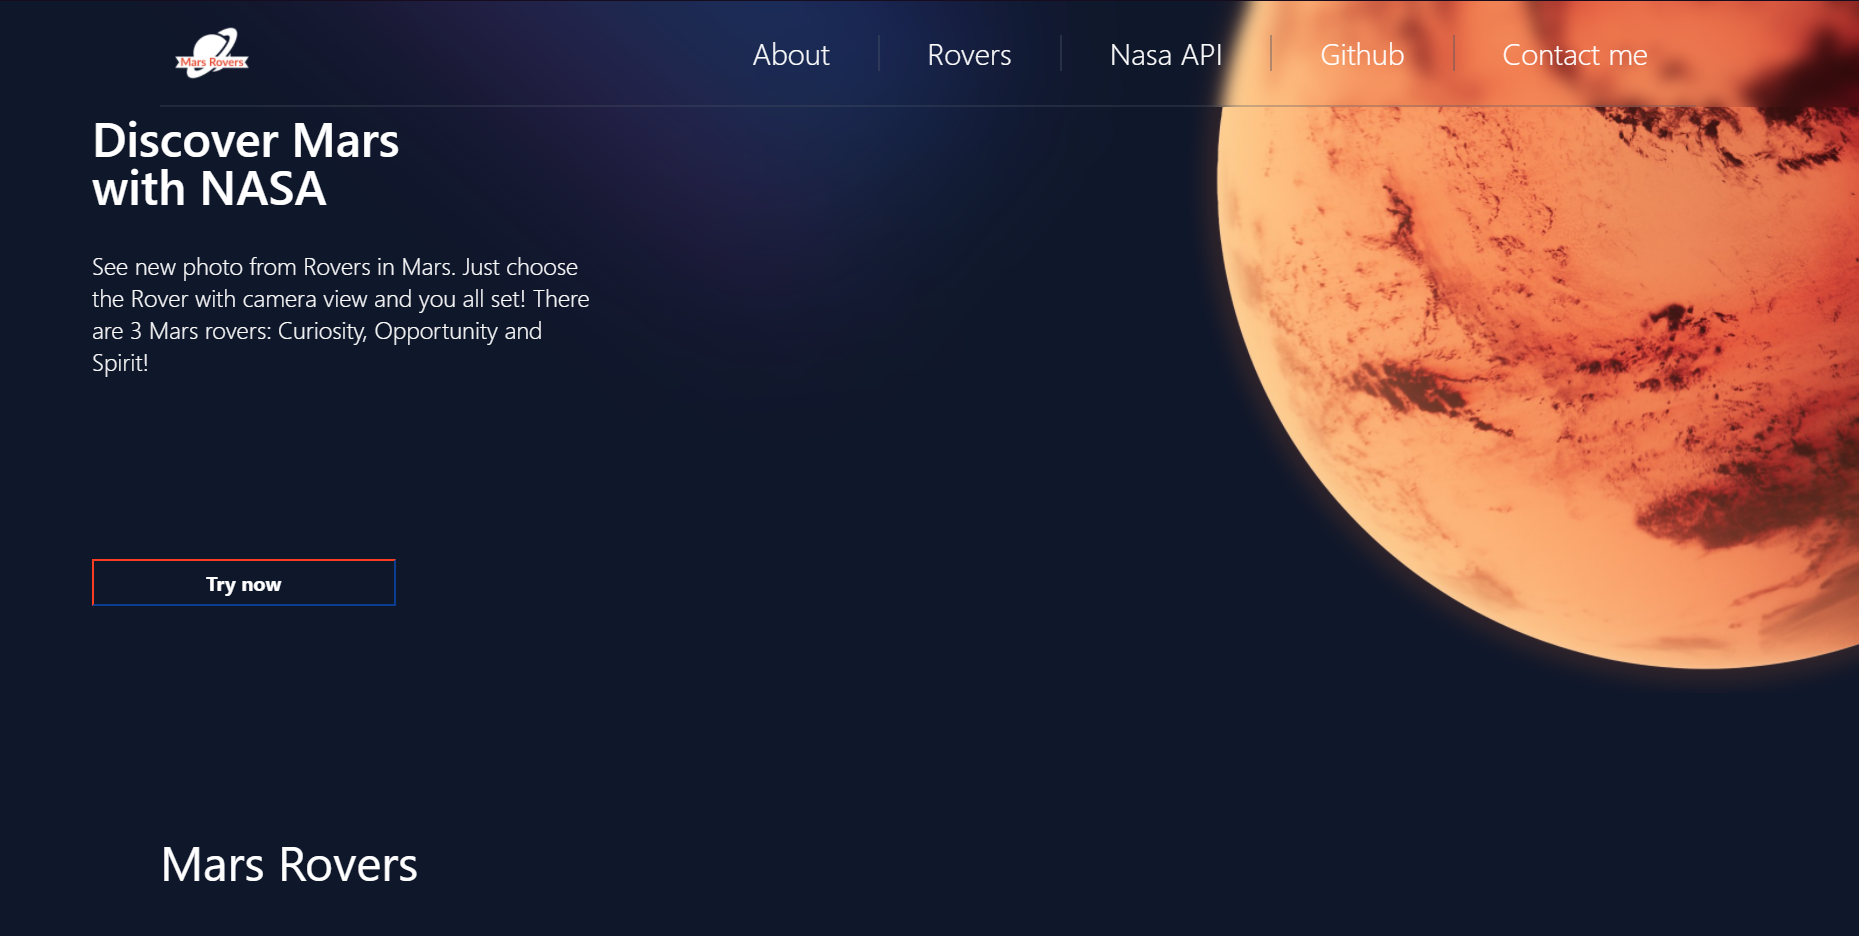 Mars Rovers
About
Rovers
Nasa API
Github
Contact me
Discover Mars
with NASA
See new photo from Rovers in Mars. Just choose
the Rover with camera view and you all set! There
are 3 Mars rovers: Curiosity, Opportunity and
Spirit!
Try now
Mars Rovers